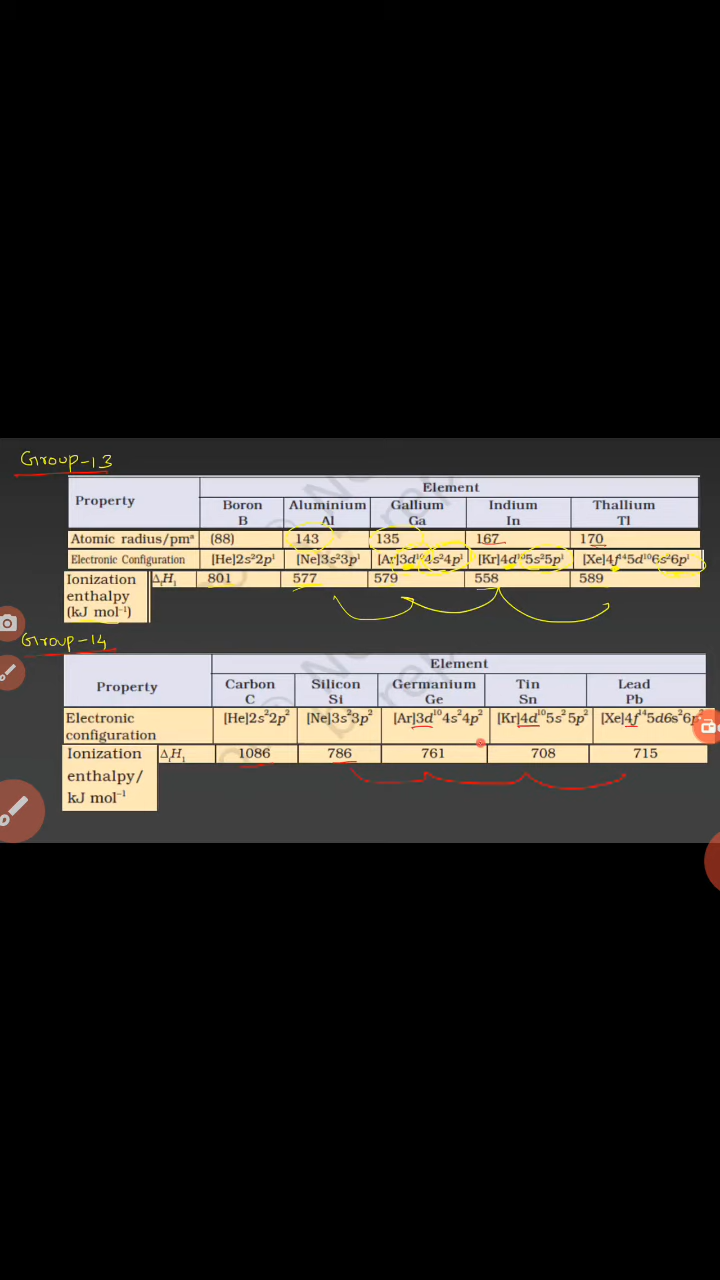 Group-13
Property Element
Boron B Aluminium Al Gallium Ga Indium In Thallium Tl
Atomic radius/pmᵃ (88) 143 135 167 170
Electronic Configuration [He]2s²2p¹ [Ne]3s²3p¹ [Ar]3d¹⁰4s²4p¹ [Kr]4d¹⁰5s²5p¹ [Xe]4f¹⁴5d¹⁰6s²6p¹
Ionization enthalpy (kJ mol⁻¹) ΔᵢH₁ 801 577 579 558 589
Group-14
Property Element
Carbon C Silicon Si Germanium Ge Tin Sn Lead Pb
Electronic configuration [He]2s²2p² [Ne]3s²3p² [Ar]3d¹⁰4s²4p² [Kr]4d¹⁰5s²5p² [Xe]4f¹⁴5d6s²6p²
Ionization enthalpy/ kJ mol⁻¹ ΔᵢH₁ 1086 786 761 708 715